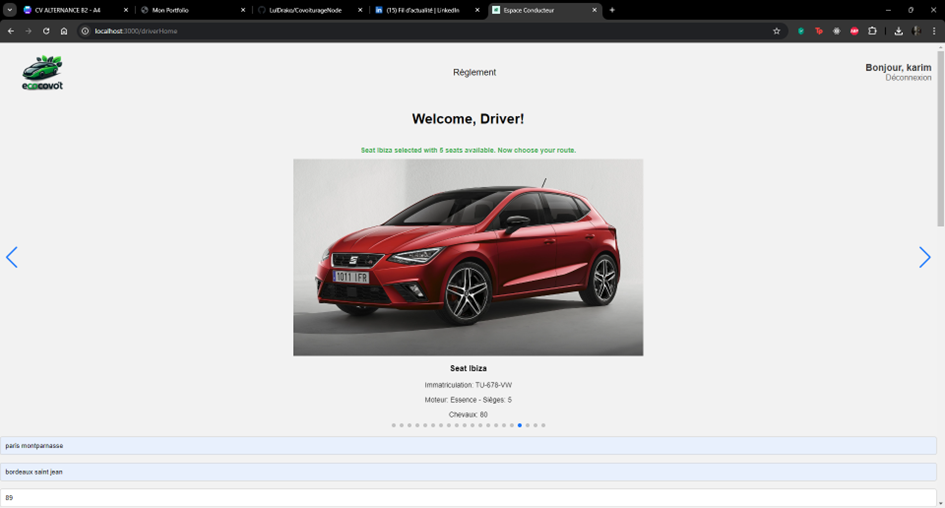 CV ALTERNANCE B2 - A4
Mon Portfolio
LulDrako/CovoiturageNode
(15) Fil d'actualité | LinkedIn
Espace Conducteur
localhost:3000/driverHome
ecocovoit
Règlement
Bonjour, karim
Déconnexion
Welcome, Driver!
Seat Ibiza selected with 5 seats available. Now choose your route.
1011 IFR
Seat Ibiza
Immatriculation: TU-678-VW
Moteur: Essence - Sièges: 5
Chevaux: 80
paris montparnasse
bordeaux saint jean
89